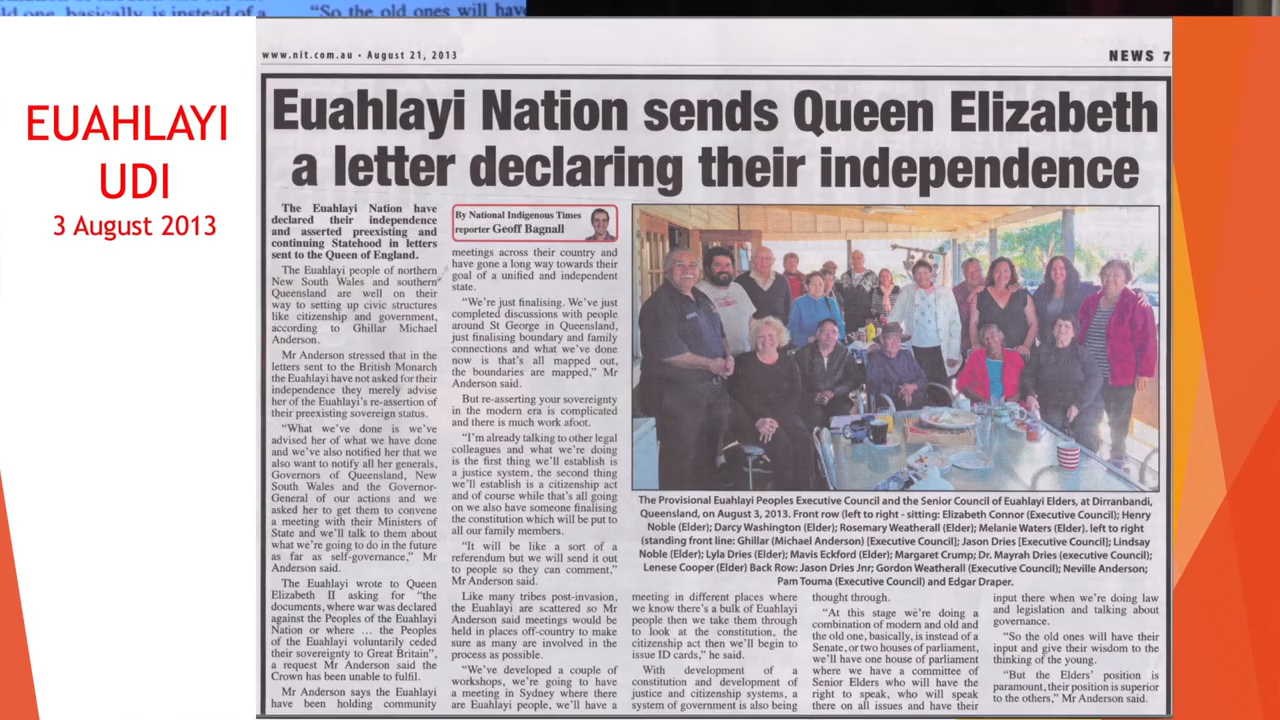 ld one, basically, is instead of a
"So the old ones will have
EUAHLAYI
UDI
3 August 2013
www.nit.com.au • August 21, 2013
NEWS 7
Euahlayi Nation sends Queen Elizabeth
a letter declaring their independence
The Euahlayi Nation have
declared their independence
and asserted preexisting and
continuing Statehood in letters
sent to the Queen of England.
The Euahlayi people of northern
New South Wales and southern
Queensland are well on their
way to setting up civic structures
like citizenship and government,
according to Ghillar Michael
Anderson.
Mr Anderson stressed that in the
letters sent to the British Monarch
the Euahlayi have not asked for their
independence they merely advise
her of the Euahlayi's re-assertion of
their preexisting sovereign status.
"What we've done is we've
advised her of what we have done
and we've also notified her that we
also want to notify all her generals,
Governors of Queensland, New
South Wales and the Governor-
General of our actions and we
asked her to get them to convene
a meeting with their Ministers of
State and we'll talk to them about
what we're going to do in the future
as far as self-governance," Mr
Anderson said.
The Euahlayi wrote to Queen
Elizabeth II asking for "the
documents, where war was declared
against the Peoples of the Euahlayi
Nation or where ... the Peoples
of the Euahlayi voluntarily ceded
their sovereignty to Great Britain",
a request Mr Anderson said the
Crown has been unable to fulfil.
Mr Anderson says the Euahlayi
have been holding community
By National Indigenous Times
reporter Geoff Bagnall
meetings across their country and
have gone a long way towards their
goal of a unified and independent
state.
"We're just finalising. We've just
completed discussions with people
around St George in Queensland,
just finalising boundary and family
connections and what we've done
now is that's all mapped out,
the boundaries are mapped," Mr
Anderson said.
But re-asserting your sovereignty
in the modern era is complicated
and there is much work afoot.
"I'm already talking to other legal
colleagues and what we're doing
is the first thing we'll establish is
a justice system, the second thing
we'll establish is a citizenship act
and of course while that's all going
on we also have someone finalising
the constitution which will be put to
all our family members.
"It will be like a sort of a
referendum but we will send it out
to people so they can comment,"
Mr Anderson said.
Like many tribes post-invasion,
the Euahlayi are scattered so Mr
Anderson said meetings would be
held in places off-country to make
sure as many are involved in the
process as possible.
"We've developed a couple of
workshops, we're going to have
a meeting in Sydney where there
are Euahlayi people, we'll have a
The Provisional Euahlayi Peoples Executive Council and the Senior Council of Euahlayi Elders, at Dirranbandi,
Queensland, on August 3, 2013. Front row (left to right - sitting: Elizabeth Connor (Executive Council); Henry
Noble (Elder); Darcy Washington (Elder); Rosemary Weatherall (Elder); Melanie Waters (Elder). left to right
(standing front line: Ghillar (Michael Anderson) [Executive Council]; Jason Dries [Executive Council]; Lindsay
Noble (Elder); Lyla Dries (Elder); Mavis Eckford (Elder); Margaret Crump; Dr. Mayrah Dries (executive Council);
Lenese Cooper (Elder) Back Row: Jason Dries Jnr; Gordon Weatherall (Executive Council); Neville Anderson;
Pam Touma (Executive Council) and Edgar Draper.
meeting in different places where
we know there's a bulk of Euahlayi
people then we take them through
to look at the constitution, the
citizenship act then we'll begin to
issue ID cards," he said.
With development of a
constitution and development of
justice and citizenship systems, a
system of government is also being
thought through.
"At this stage we're doing a
combination of modern and old and
the old one, basically, is instead of a
Senate, or two houses of parliament,
we'll have one house of parliament
where we have a committee of
Senior Elders who will have the
right to speak, who will speak
there on all issues and have their
input there when we're doing law
and legislation and talking about
governance.
"So the old ones will have their
input and give their wisdom to the
thinking of the young.
"But the Elders' position is
paramount, their position is superior
to the others," Mr Anderson said.